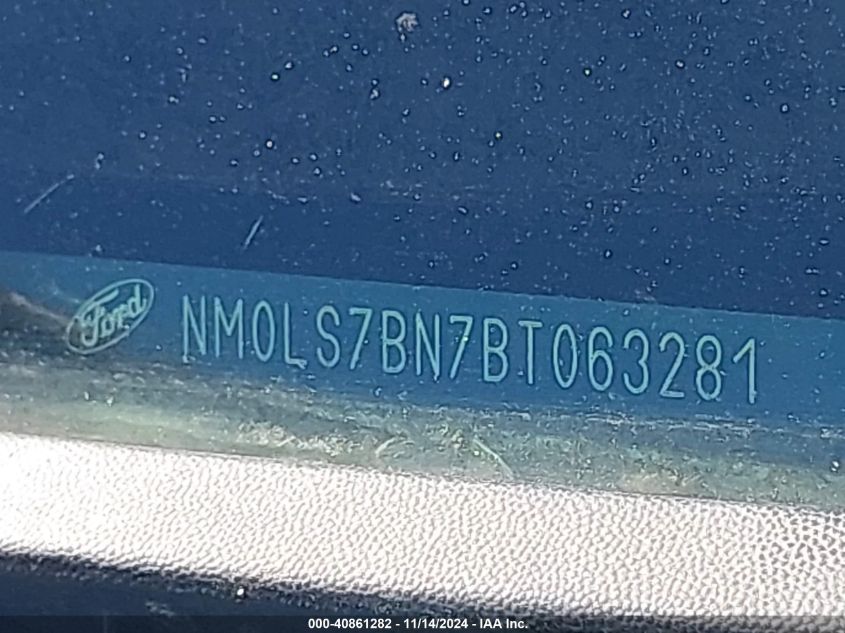 Ford NM0LS7BN7BT063281
000-40861282 - 11/14/2024 - IAA Inc.